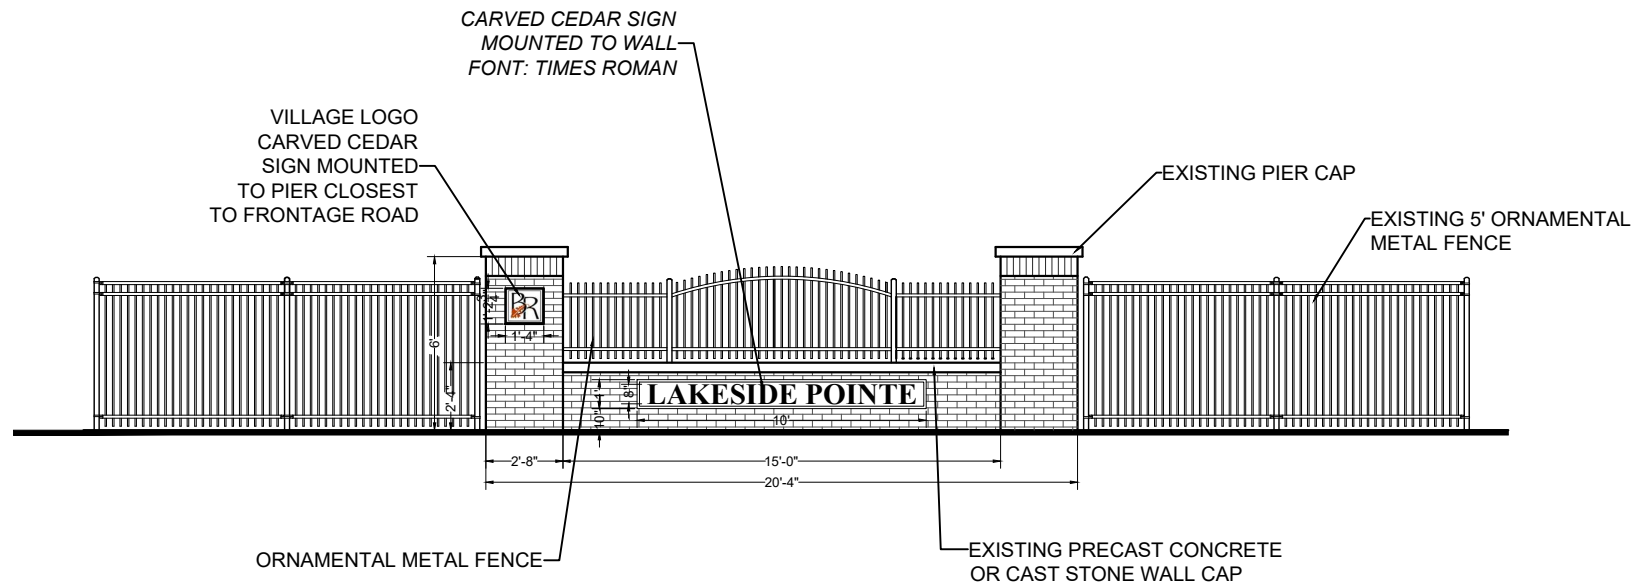 CARVED CEDAR SIGN
MOUNTED TO WALL
FONT: TIMES ROMAN
VILLAGE LOGO
CARVED CEDAR
SIGN MOUNTED
TO PIER CLOSEST
TO FRONTAGE ROAD
EXISTING PIER CAP
EXISTING 5' ORNAMENTAL
METAL FENCE
BR
1'-4"
6'
2'-4"
1'
8"
10"
LAKESIDE POINTE
10'
2'-8"
15'-0"
20'-4"
ORNAMENTAL METAL FENCE
EXISTING PRECAST CONCRETE
OR CAST STONE WALL CAP